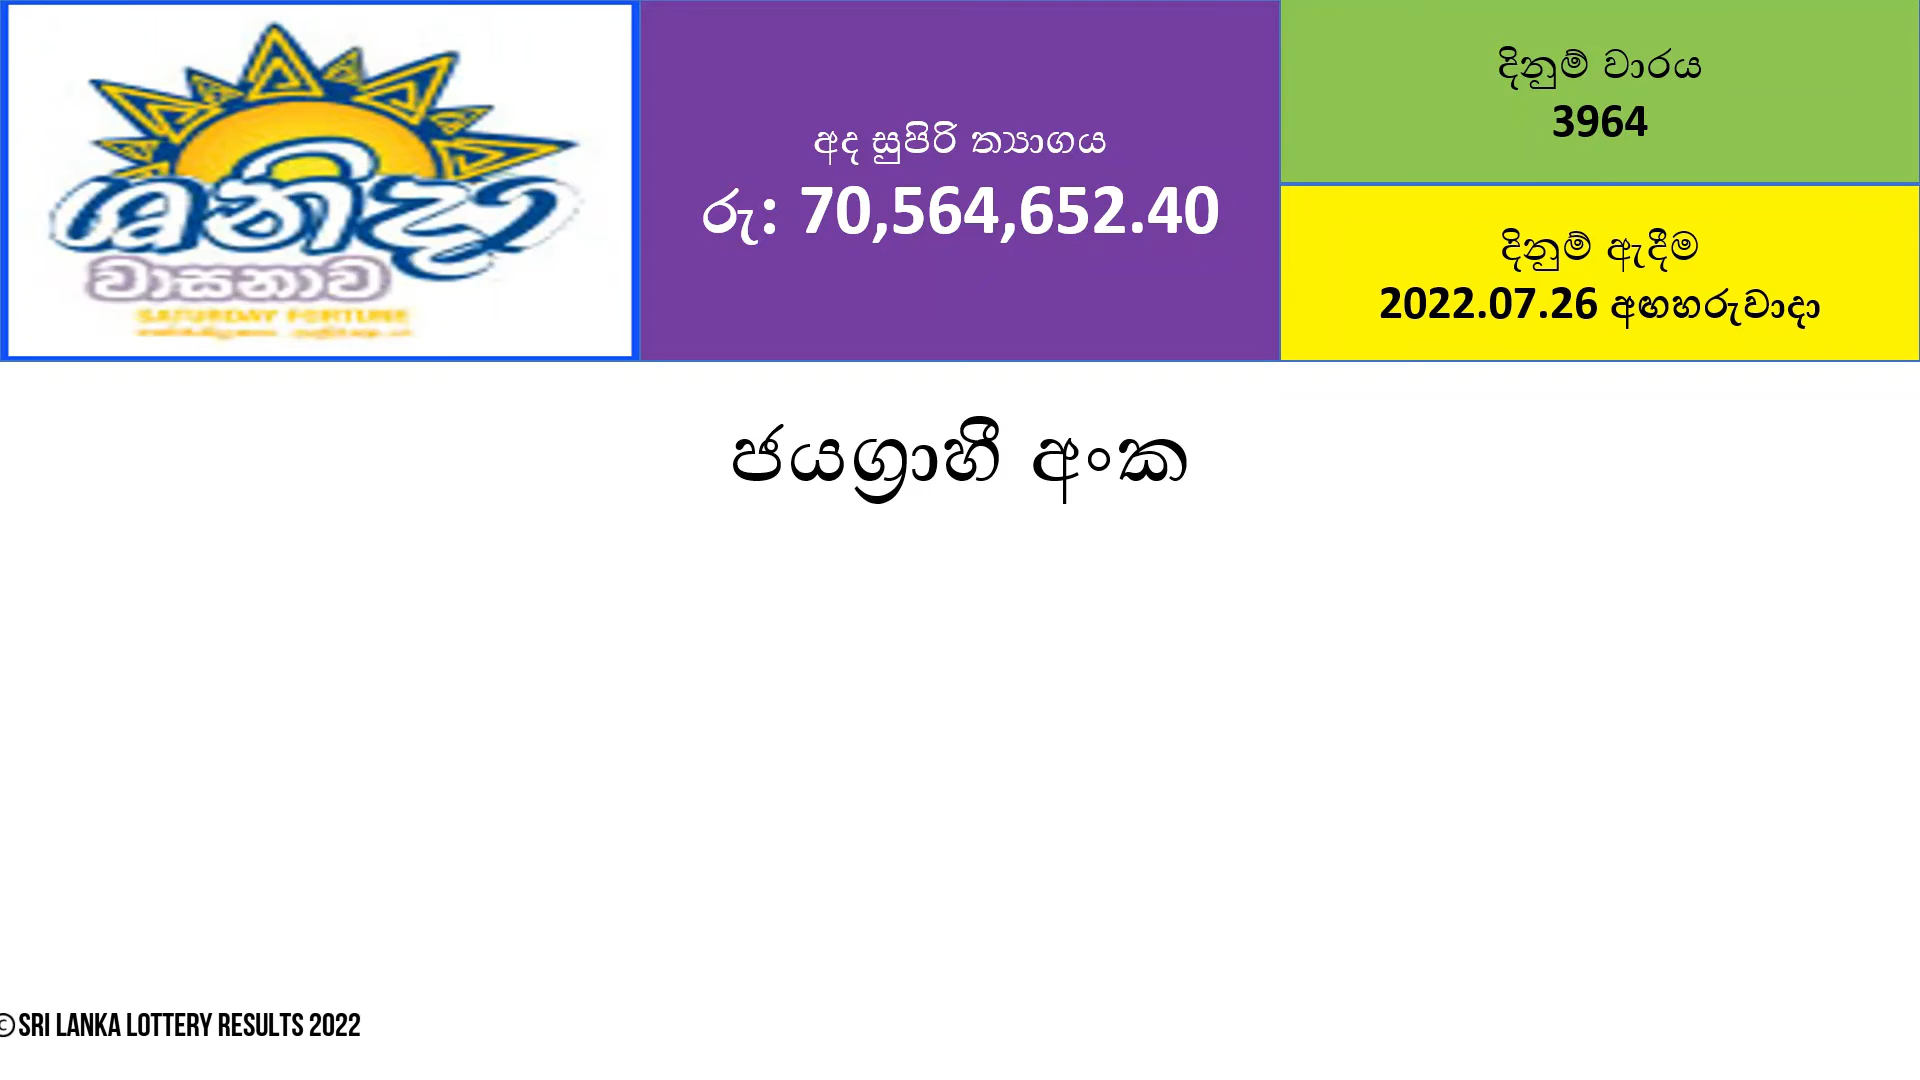 ශනිදා
වාසනාව
SATURDAY FORTUNE
අද සුපිරි ත්‍යාගය
රු: 70,564,652.40
දිනුම් වාරය
3964
දිනුම් ඇදීම
2022.07.26 අඟහරුවාදා
ජයග්‍රාහී අංක
©SRI LANKA LOTTERY RESULTS 2022